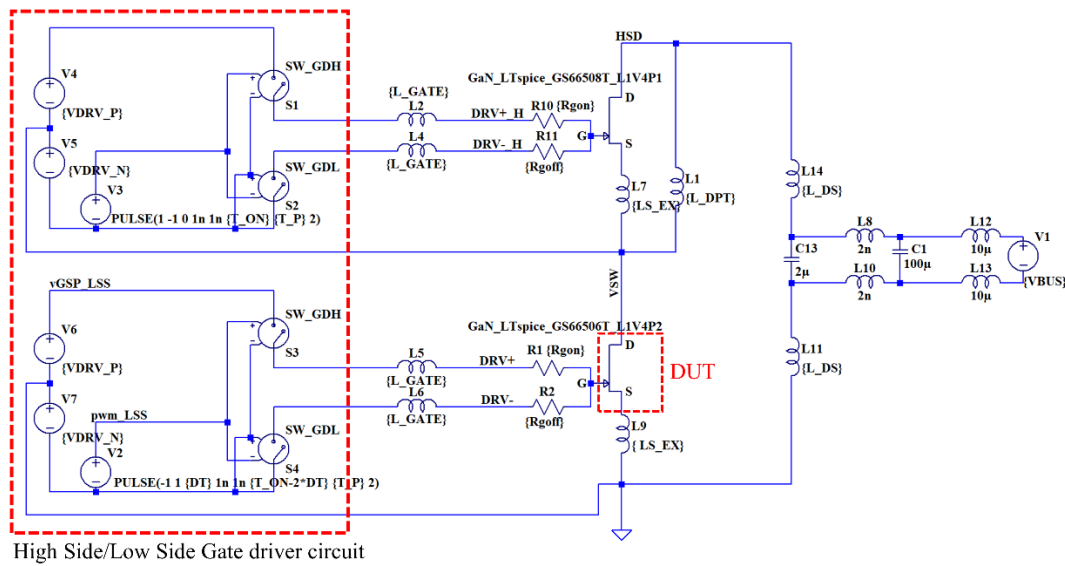 HSD
V4
SW_GDH
GaN_LTspice_GS66508T_L1V4P1
{VDRV_P}
S1
{L_GATE}
L2
DRV+_H
R10 {Rgon}
D
G
S
V5
{VDRV_N}
L4
{L_GATE}
DRV-_H
R11
{Rgoff}
SW_GDL
S2
V3
PULSE(1 -1 0 1n 1n {T_ON} {T_P} 2)
L7
{LS_EX}
L1
{L_DPT}
L14
{L_DS}
L8
2n
L12
10µ
V1
C13
2µ
C1
100µ
L10
2n
L13
10µ
{VBUS}
vGSP_LSS
VSW
SW_GDH
GaN_LTspice_GS66506T_L1V4P2
V6
{VDRV_P}
S3
L5
{L_GATE}
DRV+
R1 {Rgon}
D
G
S
DUT
L11
{L_DS}
V7
{VDRV_N}
pwm_LSS
L6
{L_GATE}
DRV-
R2
{Rgoff}
SW_GDL
S4
V2
PULSE(-1 1 {DT} 1n 1n {T_ON-2*DT} {T_P} 2)
L9
{ LS_EX}
High Side/Low Side Gate driver circuit